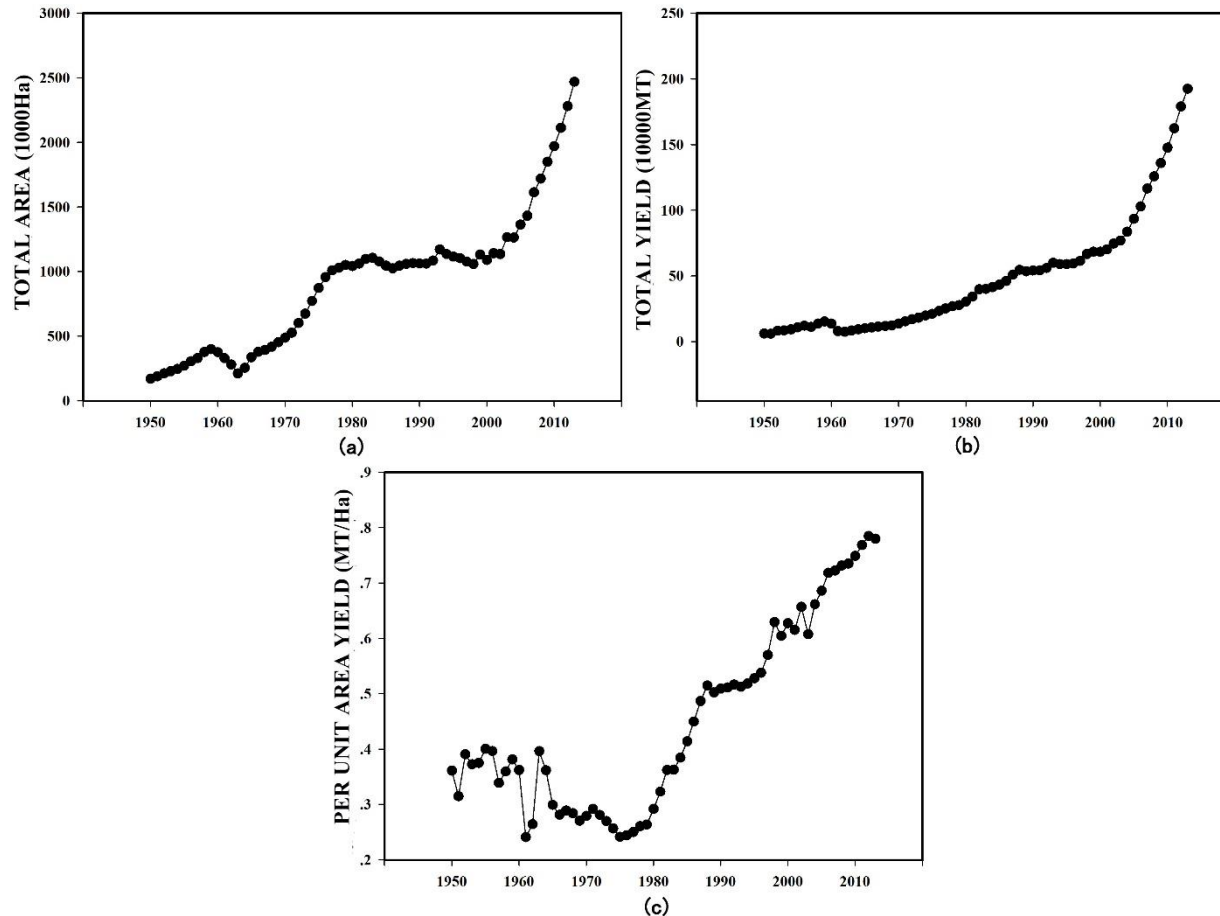 TOTAL AREA (1000Ha)
3000
2500
2000
1500
1000
500
0
1950 1960 1970 1980 1990 2000 2010
(a)
TOTAL YIELD (10000MT)
250
200
150
100
50
0
1950 1960 1970 1980 1990 2000 2010
(b)
PER UNIT AREA YIELD (MT/Ha)
.9
.8
.7
.6
.5
.4
.3
.2
1950 1960 1970 1980 1990 2000 2010
(c)